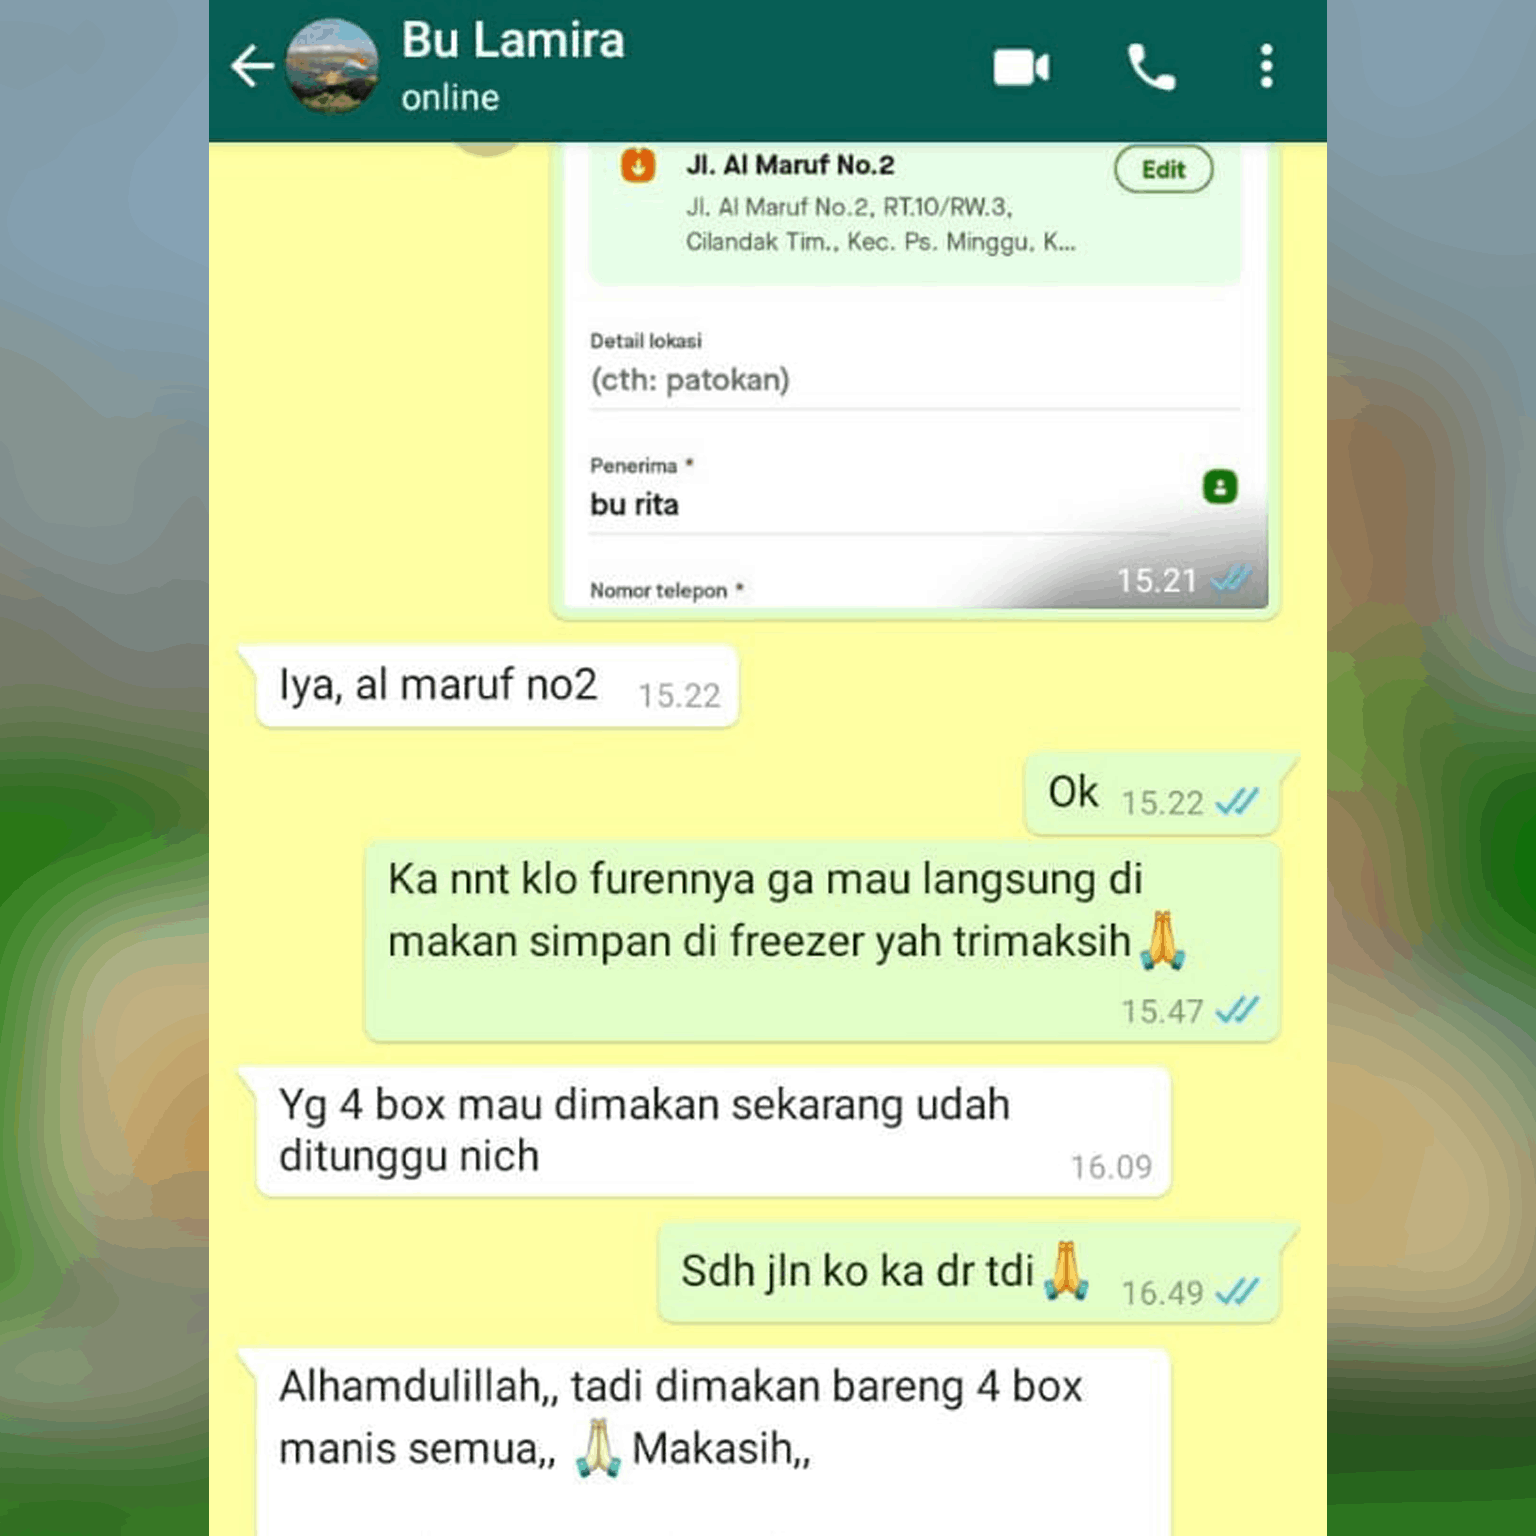 Bu Lamira
online
Jl. Al Maruf No.2
Edit
Jl. Al Maruf No.2, RT.10/RW.3,
Cilandak Tim., Kec. Ps. Minggu, K...
Detail lokasi
(cth: patokan)
Penerima *
bu rita
Nomor telepon *
15.21
Iya, al maruf no2 15.22
Ok 15.22
Ka nnt klo furennya ga mau langsung di
makan simpan di freezer yah trimaksih🙏
15.47
Yg 4 box mau dimakan sekarang udah
ditunggu nich 16.09
Sdh jln ko ka dr tdi🙏 16.49
Alhamdulillah,, tadi dimakan bareng 4 box
manis semua,, 🙏 Makasih,,